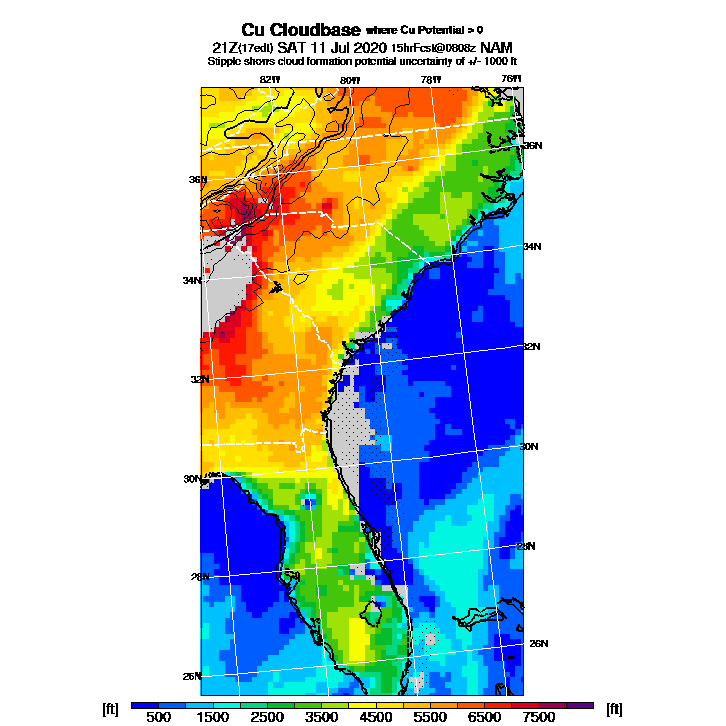 Cu Cloudbase where Cu Potential > 0
21Z(17edt) SAT 11 Jul 2020 15hrFcst@0808z NAM
Stipple shows cloud formation potential uncertainty of +/- 1000 ft
82W 80W 78W 76W
36N
36N
34N
34N
32N
32N
30N
30N
28N
28N
26N
26N
[ft] 500 1500 2500 3500 4500 5500 6500 7500 [ft]